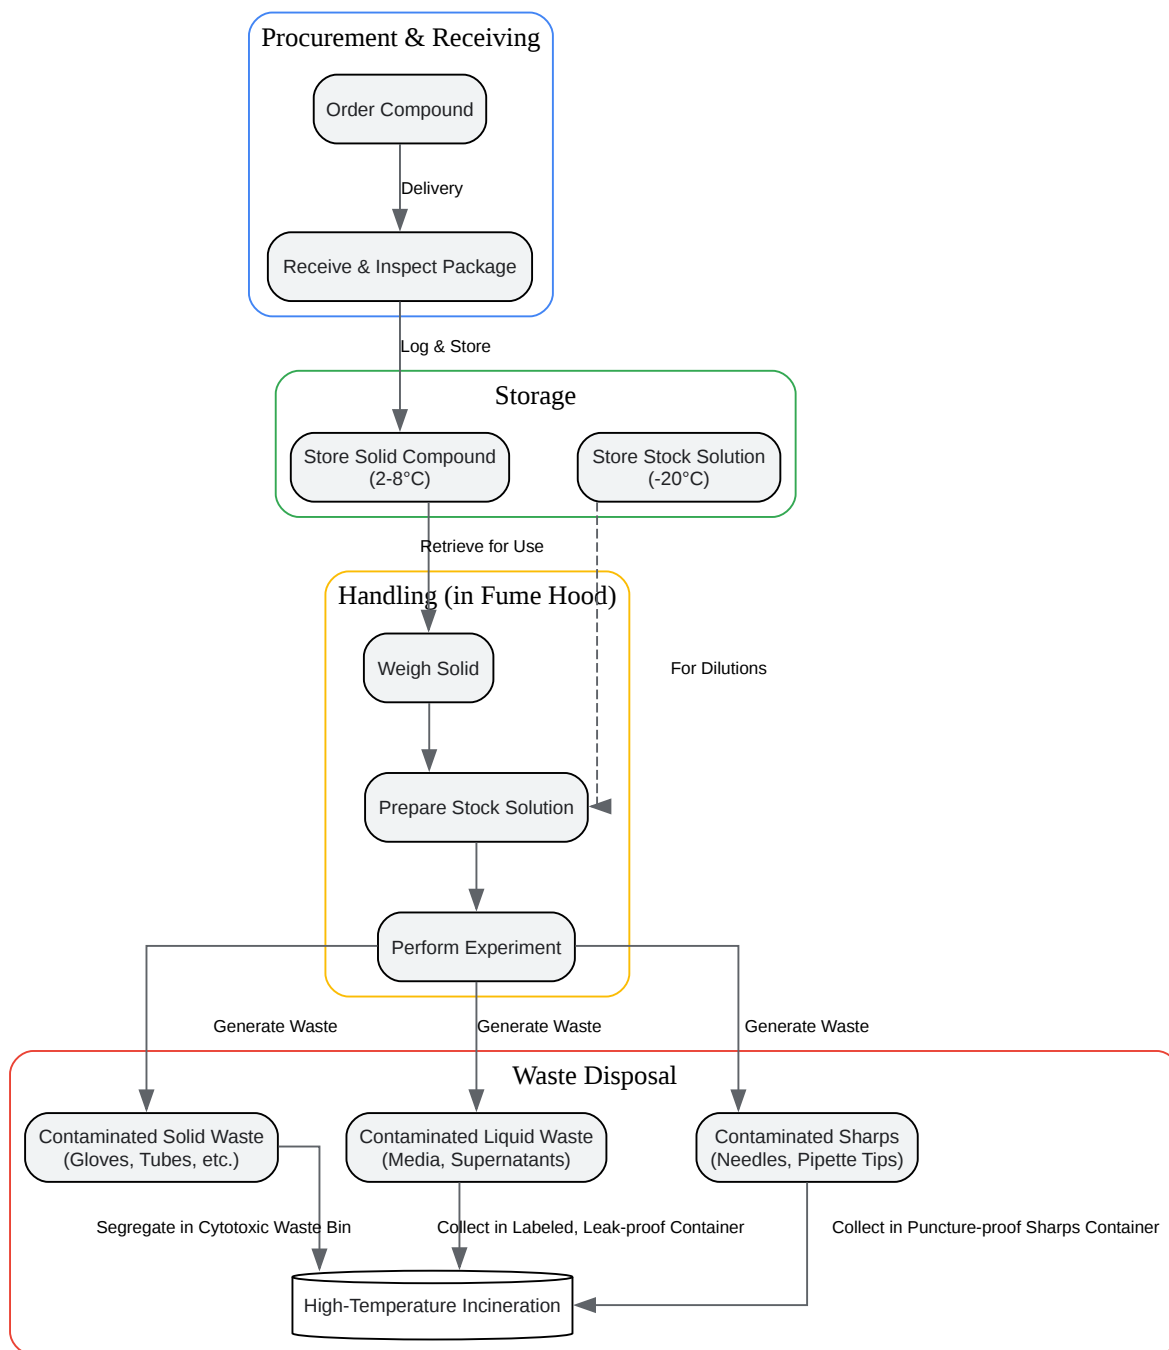 Procurement & Receiving
Order Compound
Delivery
Receive & Inspect Package
Log & Store
Storage
Store Solid Compound
(2-8°C)
Store Stock Solution
(-20°C)
Retrieve for Use
Handling (in Fume Hood)
Weigh Solid
For Dilutions
Prepare Stock Solution
Perform Experiment
Generate Waste
Generate Waste
Generate Waste
Waste Disposal
Contaminated Solid Waste
(Gloves, Tubes, etc.)
Contaminated Liquid Waste
(Media, Supernatants)
Contaminated Sharps
(Needles, Pipette Tips)
Segregate in Cytotoxic Waste Bin
Collect in Labeled, Leak-proof Container
Collect in Puncture-proof Sharps Container
High-Temperature Incineration